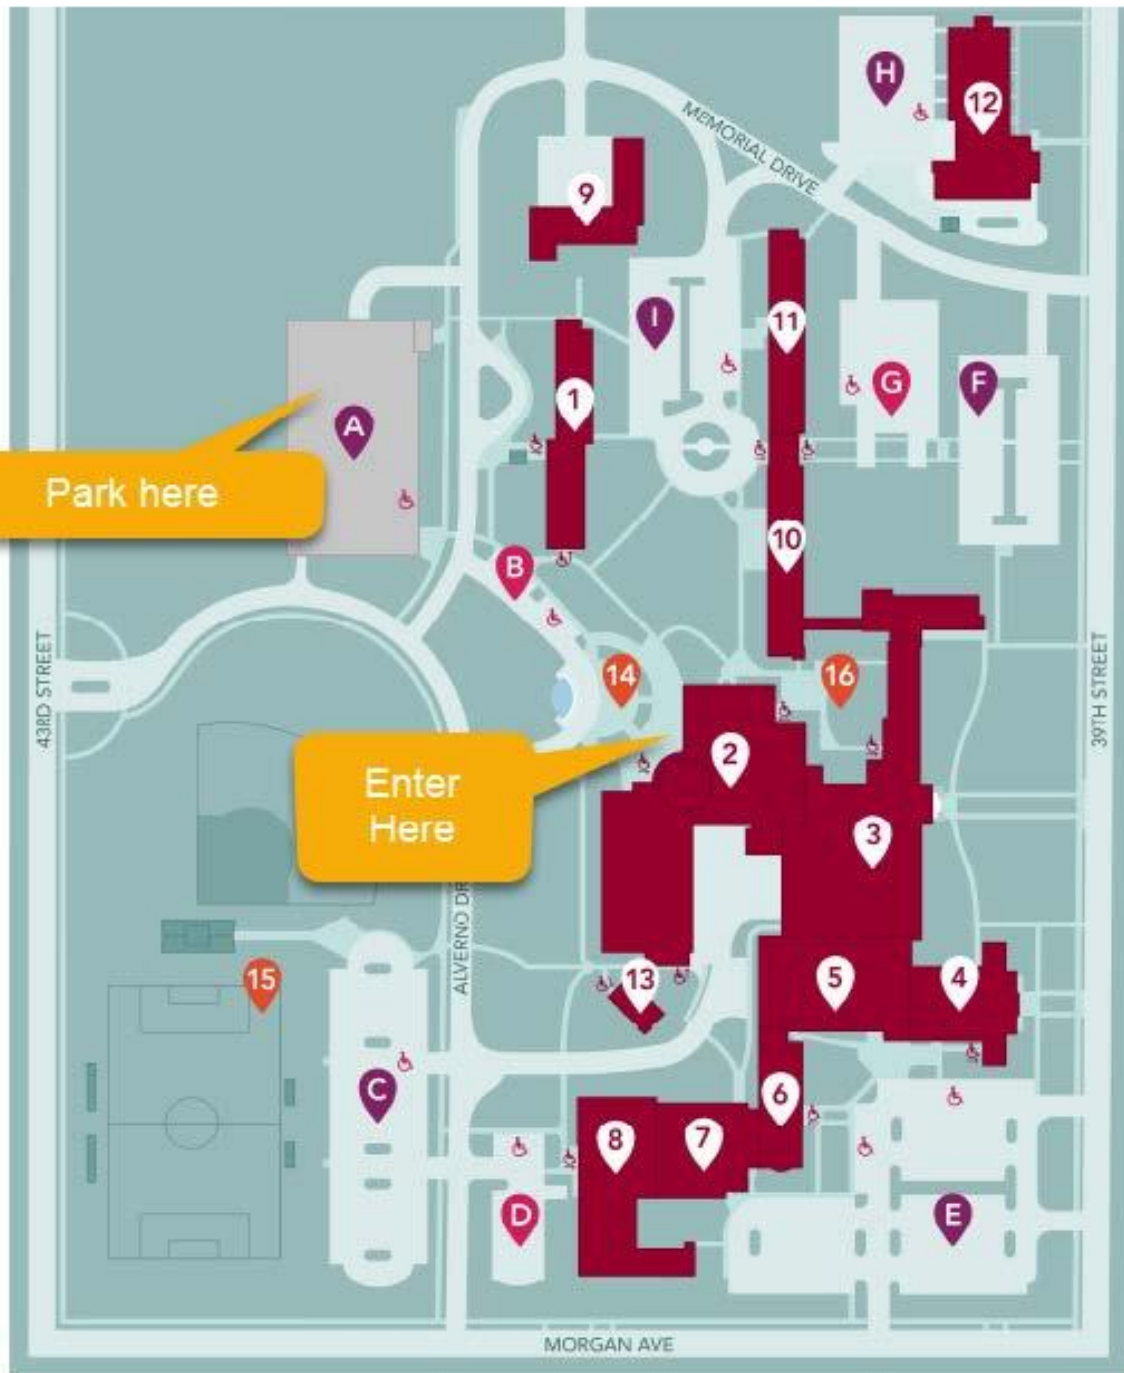 H
12
MEMORIAL DRIVE
9
I
11
1
G
F
A
Park here
10
B
43RD STREET
39TH STREET
14
16
2
Enter
Here
3
ALVERNO DR
15
13
5
4
C
6
8
7
D
E
MORGAN AVE